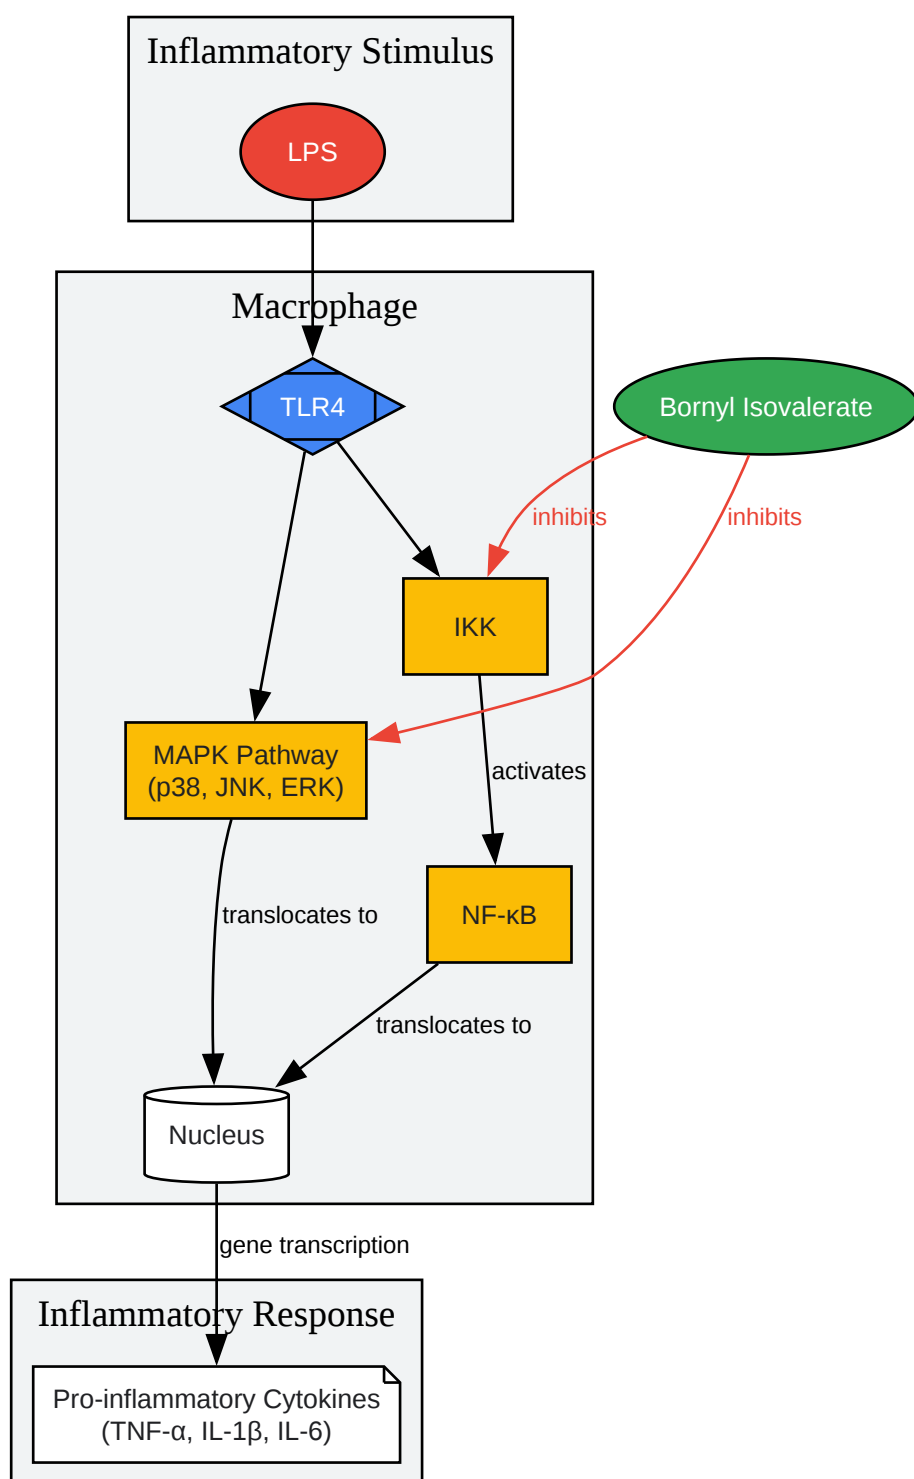 Inflammatory Stimulus
LPS
Macrophage
TLR4
Bornyl Isovalerate
inhibits
inhibits
IKK
MAPK Pathway
(p38, JNK, ERK)
activates
NF-κB
translocates to
translocates to
Nucleus
gene transcription
Inflammatory Response
Pro-inflammatory Cytokines
(TNF-α, IL-1β, IL-6)